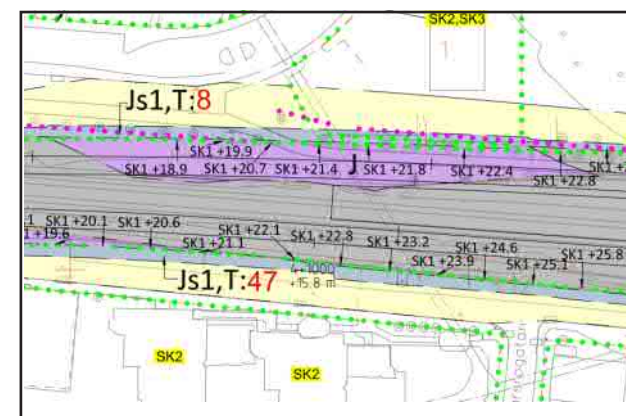 SK2,SK3
Js1,T:8
SK1 +19.9
SK1 +18.9 SK1 +20.7 SK1 +21.4 J SK1 +21.8 SK1 +22.4
SK1 +22.8
SK1 +20.1 SK1 +20.6 SK1 +22.1 SK1 +22.8
+19.6 SK1 +21.1 SK1 +23.2 SK1 +24.6 SK1 +25.8
SK1 +23.9 SK1 +25.1
+15.8 m
Js1,T:47
SK2
SK2